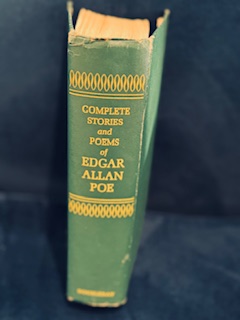 COMPLETE
STORIES
and
POEMS
of
EDGAR
ALLAN
POE